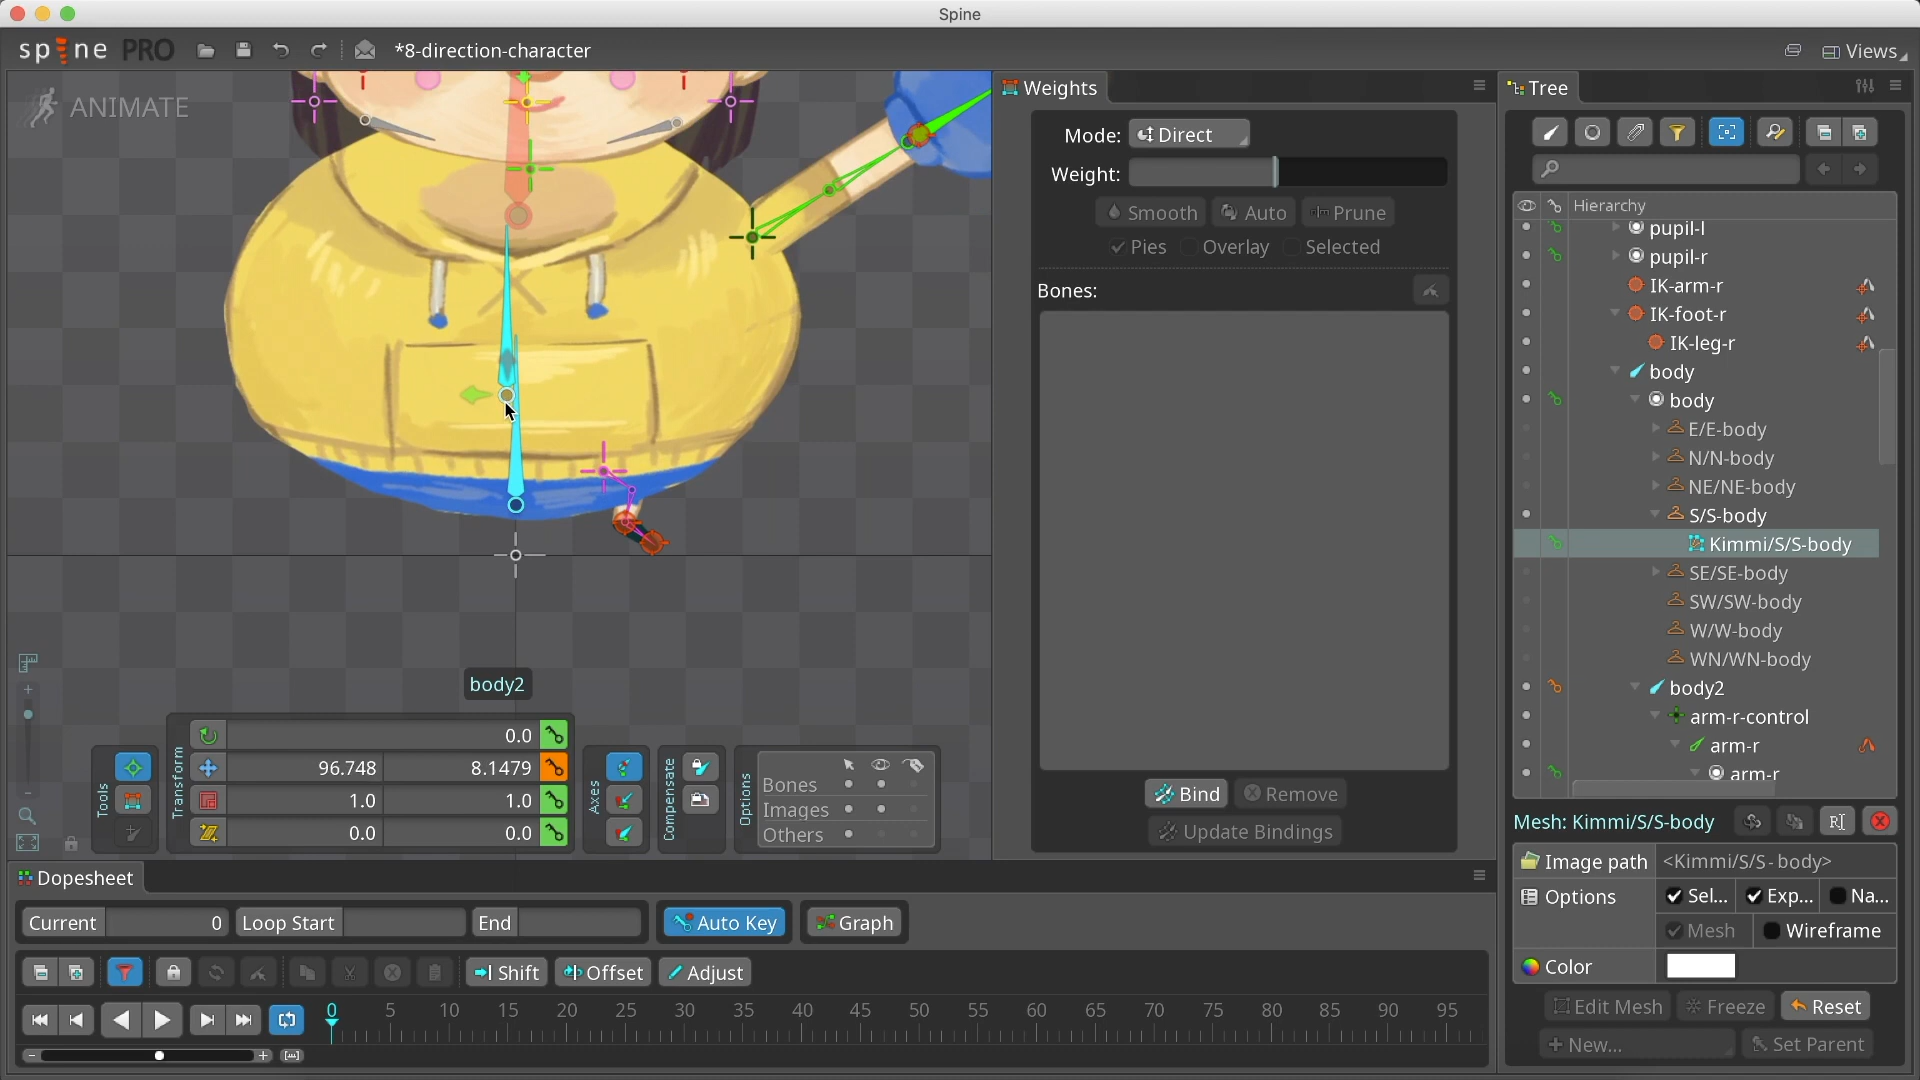 Spine
spine PRO
*8-direction-character
Views
ANIMATE
Weights
Mode:
Direct
Weight:
Smooth
Auto
Prune
Pies
Overlay
Selected
Bones:
Bind
Remove
Update Bindings
Tree
Hierarchy
pupil-l
pupil-r
IK-arm-r
IK-foot-r
IK-leg-r
body
body
E/E-body
N/N-body
NE/NE-body
S/S-body
Kimmi/S/S-body
SE/SE-body
SW/SW-body
W/W-body
WN/WN-body
body2
arm-r-control
arm-r
arm-r
Mesh: Kimmi/S/S-body
Image path
<Kimmi/S/S-body>
Options
Sel...
Exp...
Na...
Mesh
Wireframe
Color
Edit Mesh
Freeze
Reset
New...
Set Parent
body2
Tools
Transform
0.0
96.748 8.1479
1.0 1.0
0.0 0.0
Axes
Compensate
Options
Bones
Images
Others
Dopesheet
Current 0
Loop Start
End
Auto Key
Graph
Shift
Offset
Adjust
0 5 10 15 20 25 30 35 40 45 50 55 60 65 70 75 80 85 90 95